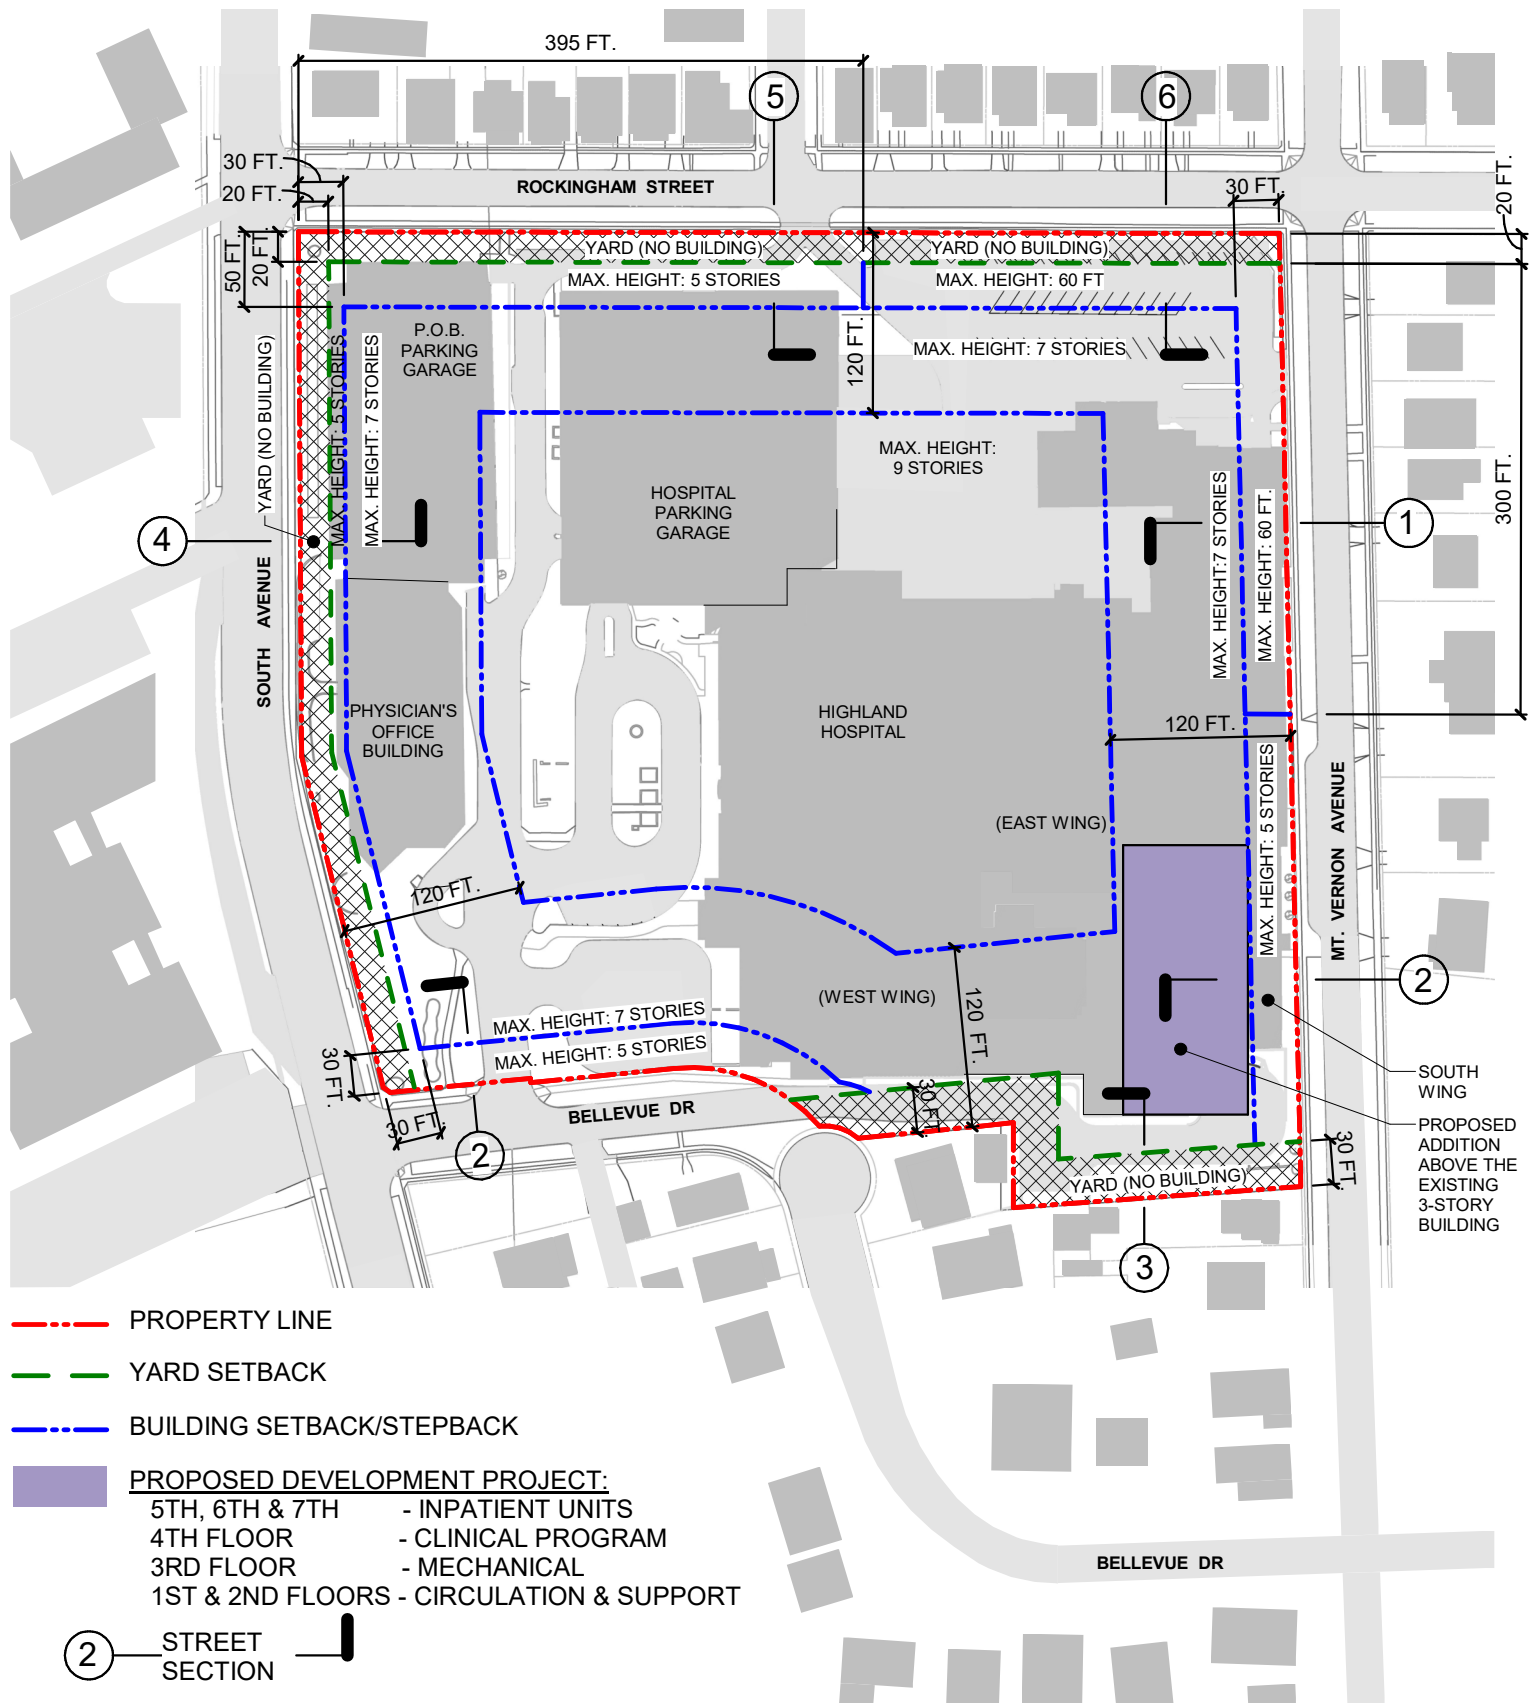 395 FT.
5
6
30 FT.
20 FT.
ROCKINGHAM STREET
30 FT.
20 FT.
50 FT.
20 FT.
YARD (NO BUILDING)
YARD (NO BUILDING)
MAX. HEIGHT: 5 STORIES
MAX. HEIGHT: 60 FT
P.O.B.
PARKING
GARAGE
120 FT.
MAX. HEIGHT: 7 STORIES
YARD (NO BUILDING)
MAX. HEIGHT: 5 STORIES
MAX. HEIGHT: 7 STORIES
MAX. HEIGHT:
9 STORIES
HOSPITAL
PARKING
GARAGE
300 FT.
4
1
MAX. HEIGHT:7 STORIES
MAX. HEIGHT: 60 FT.
SOUTH AVENUE
PHYSICIAN'S
OFFICE
BUILDING
HIGHLAND
HOSPITAL
120 FT.
MAX. HEIGHT: 5 STORIES
MT. VERNON AVENUE
(EAST WING)
120 FT.
2
(WEST WING)
120 FT.
MAX. HEIGHT: 7 STORIES
MAX. HEIGHT: 5 STORIES
30 FT.
30 FT.
BELLEVUE DR
30 FT.
2
SOUTH
WING
PROPOSED
ADDITION
ABOVE THE
EXISTING
3-STORY
BUILDING
30 FT.
YARD (NO BUILDING)
3
PROPERTY LINE
YARD SETBACK
BUILDING SETBACK/STEPBACK
PROPOSED DEVELOPMENT PROJECT:
5TH, 6TH & 7TH - INPATIENT UNITS
4TH FLOOR - CLINICAL PROGRAM
3RD FLOOR - MECHANICAL
1ST & 2ND FLOORS - CIRCULATION & SUPPORT
BELLEVUE DR
2
STREET
SECTION